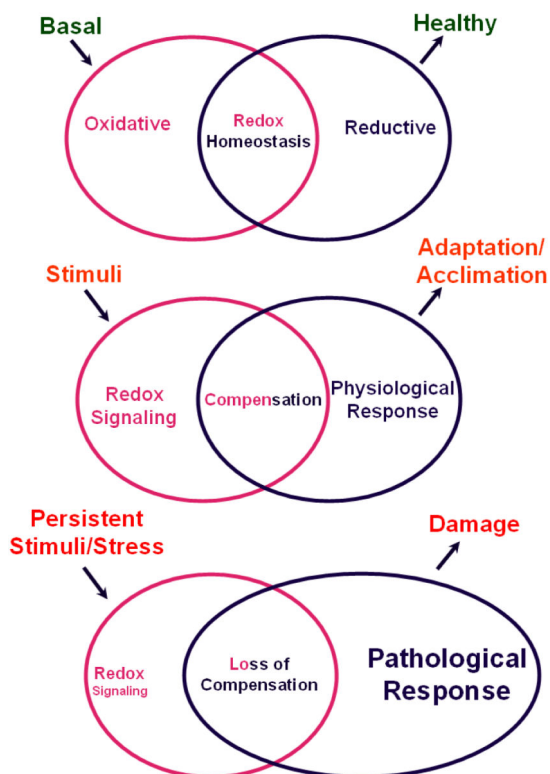 Basal
Healthy
Oxidative
Redox
Homeostasis
Reductive
Stimuli
Adaptation/
Acclimation
Redox
Signaling
Compensation
Physiological
Response
Persistent
Stimuli/Stress
Damage
Redox
Signaling
Loss of
Compensation
Pathological
Response